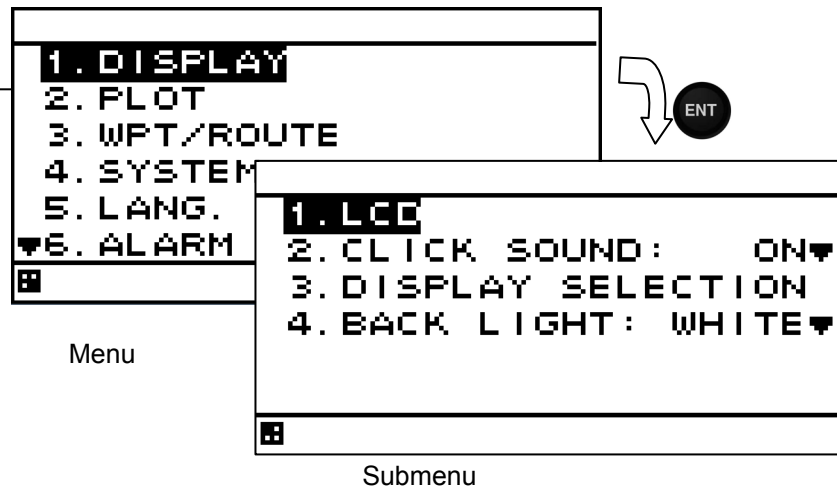 1.DISPLAY
2.PLOT
3.WPT/ROUTE
4.SYSTEM
5.LANG.
▼6.ALARM
ENT
1.LCD
2.CLICK SOUND: ON▼
3.DISPLAY SELECTION
4.BACK LIGHT: WHITE▼
Menu
Submenu